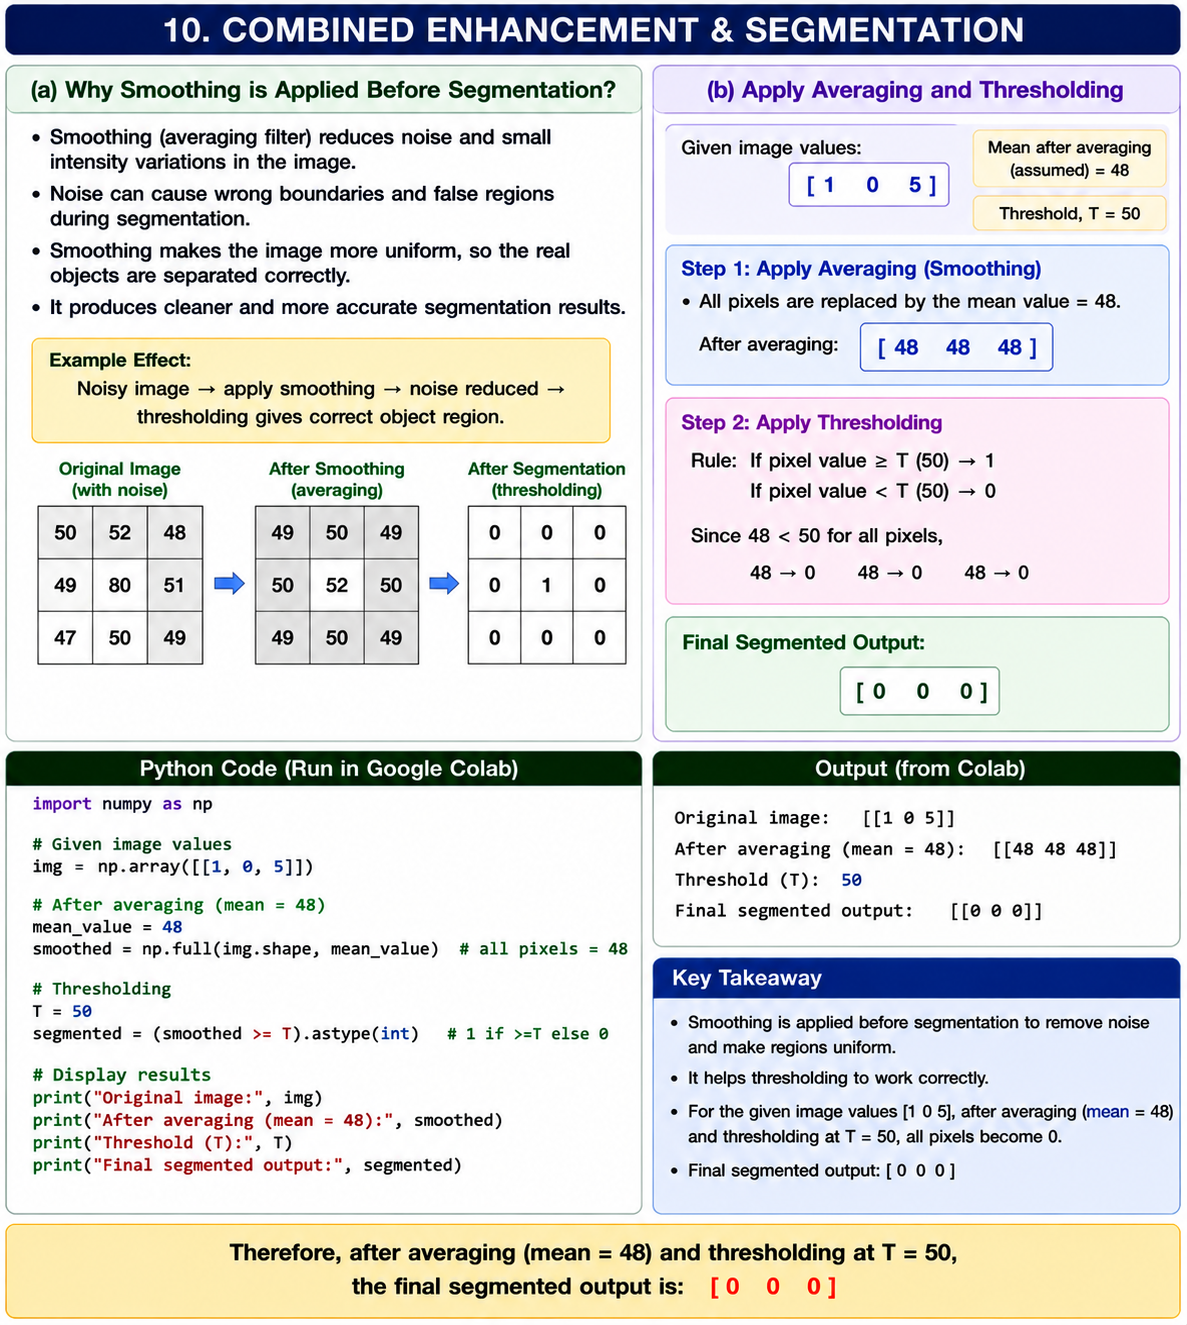 10. COMBINED ENHANCEMENT & SEGMENTATION
(a) Why Smoothing is Applied Before Segmentation?
• Smoothing (averaging filter) reduces noise and small
intensity variations in the image.
• Noise can cause wrong boundaries and false regions
during segmentation.
• Smoothing makes the image more uniform, so the real
objects are separated correctly.
• It produces cleaner and more accurate segmentation results.
Example Effect:
Noisy image → apply smoothing → noise reduced →
thresholding gives correct object region.
Original Image
(with noise)
50 52 48
49 80 51
47 50 49
After Smoothing
(averaging)
49 50 49
50 52 50
49 50 49
After Segmentation
(thresholding)
0 0 0
0 1 0
0 0 0
(b) Apply Averaging and Thresholding
Given image values:
[ 1 0 5 ]
Mean after averaging
(assumed) = 48
Threshold, T = 50
Step 1: Apply Averaging (Smoothing)
• All pixels are replaced by the mean value = 48.
After averaging: [ 48 48 48 ]
Step 2: Apply Thresholding
Rule: If pixel value ≥ T (50) → 1
If pixel value < T (50) → 0
Since 48 < 50 for all pixels,
48 → 0 48 → 0 48 → 0
Final Segmented Output:
[ 0 0 0 ]
Python Code (Run in Google Colab)
import numpy as np
# Given image values
img = np.array([[1, 0, 5]])
# After averaging (mean = 48)
mean_value = 48
smoothed = np.full(img.shape, mean_value) # all pixels = 48
# Thresholding
T = 50
segmented = (smoothed >= T).astype(int) # 1 if >=T else 0
# Display results
print("Original image:", img)
print("After averaging (mean = 48):", smoothed)
print("Threshold (T):", T)
print("Final segmented output:", segmented)
Output (from Colab)
Original image: [[1 0 5]]
After averaging (mean = 48): [[48 48 48]]
Threshold (T): 50
Final segmented output: [[0 0 0]]
Key Takeaway
• Smoothing is applied before segmentation to remove noise
and make regions uniform.
• It helps thresholding to work correctly.
• For the given image values [1 0 5], after averaging (mean = 48)
and thresholding at T = 50, all pixels become 0.
• Final segmented output: [ 0 0 0 ]
Therefore, after averaging (mean = 48) and thresholding at T = 50,
the final segmented output is: [ 0 0 0 ]